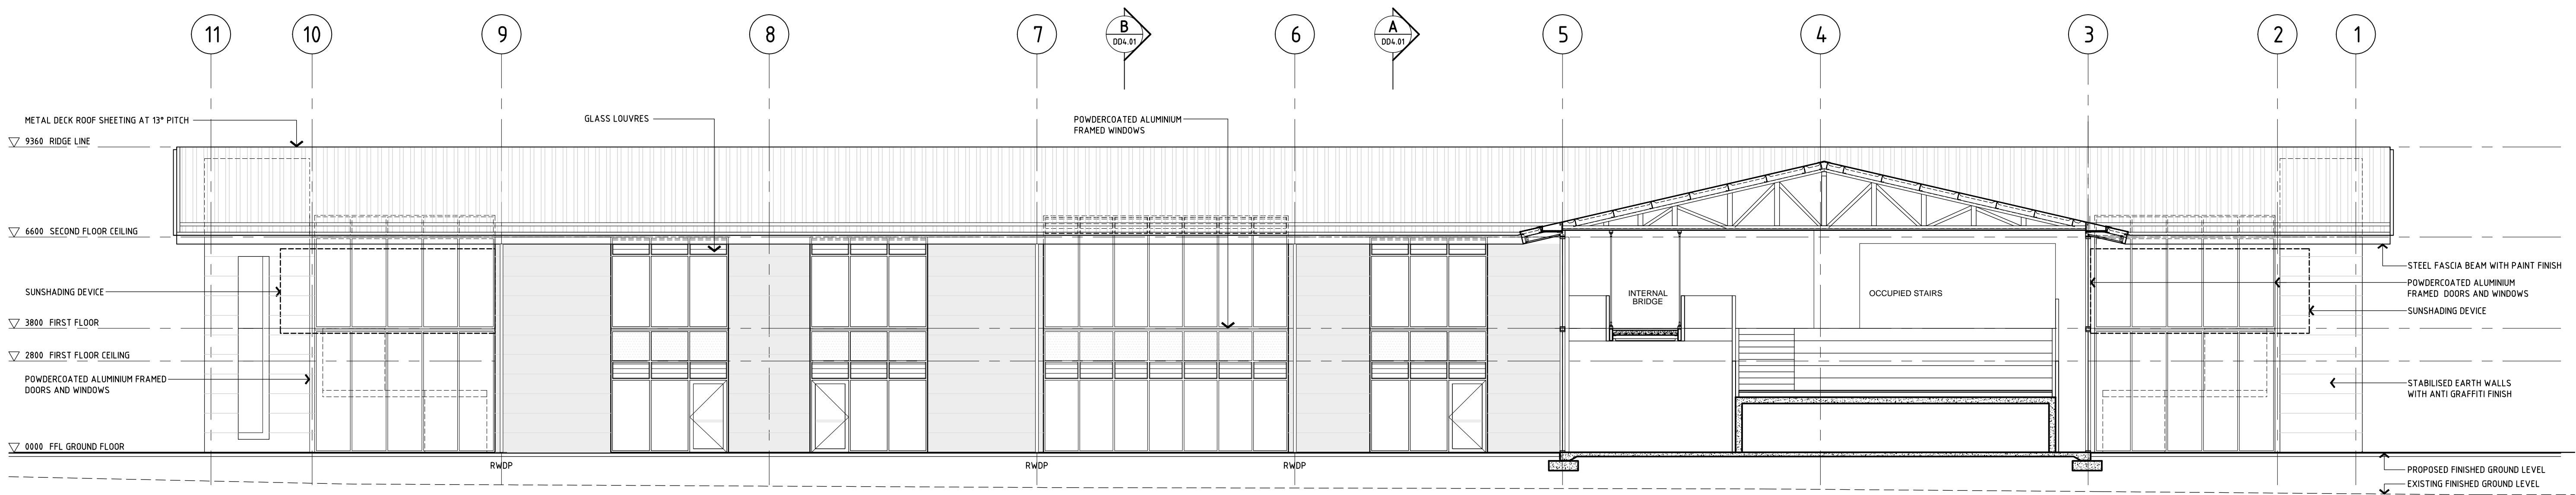 11
10
9
8
7
B
DD4.01
6
A
DD4.01
5
4
3
2
1
METAL DECK ROOF SHEETING AT 13° PITCH
GLASS LOUVRES
POWDERCOATED ALUMINIUM
FRAMED WINDOWS
9360 RIDGE LINE
6600 SECOND FLOOR CEILING
SUNSHADING DEVICE
3800 FIRST FLOOR
2800 FIRST FLOOR CEILING
POWDERCOATED ALUMINIUM FRAMED
DOORS AND WINDOWS
0000 FFL GROUND FLOOR
RWDP
RWDP
RWDP
INTERNAL
BRIDGE
OCCUPIED STAIRS
STEEL FASCIA BEAM WITH PAINT FINISH
POWDERCOATED ALUMINIUM
FRAMED DOORS AND WINDOWS
SUNSHADING DEVICE
STABILISED EARTH WALLS
WITH ANTI GRAFFITI FINISH
PROPOSED FINISHED GROUND LEVEL
EXISTING FINISHED GROUND LEVEL